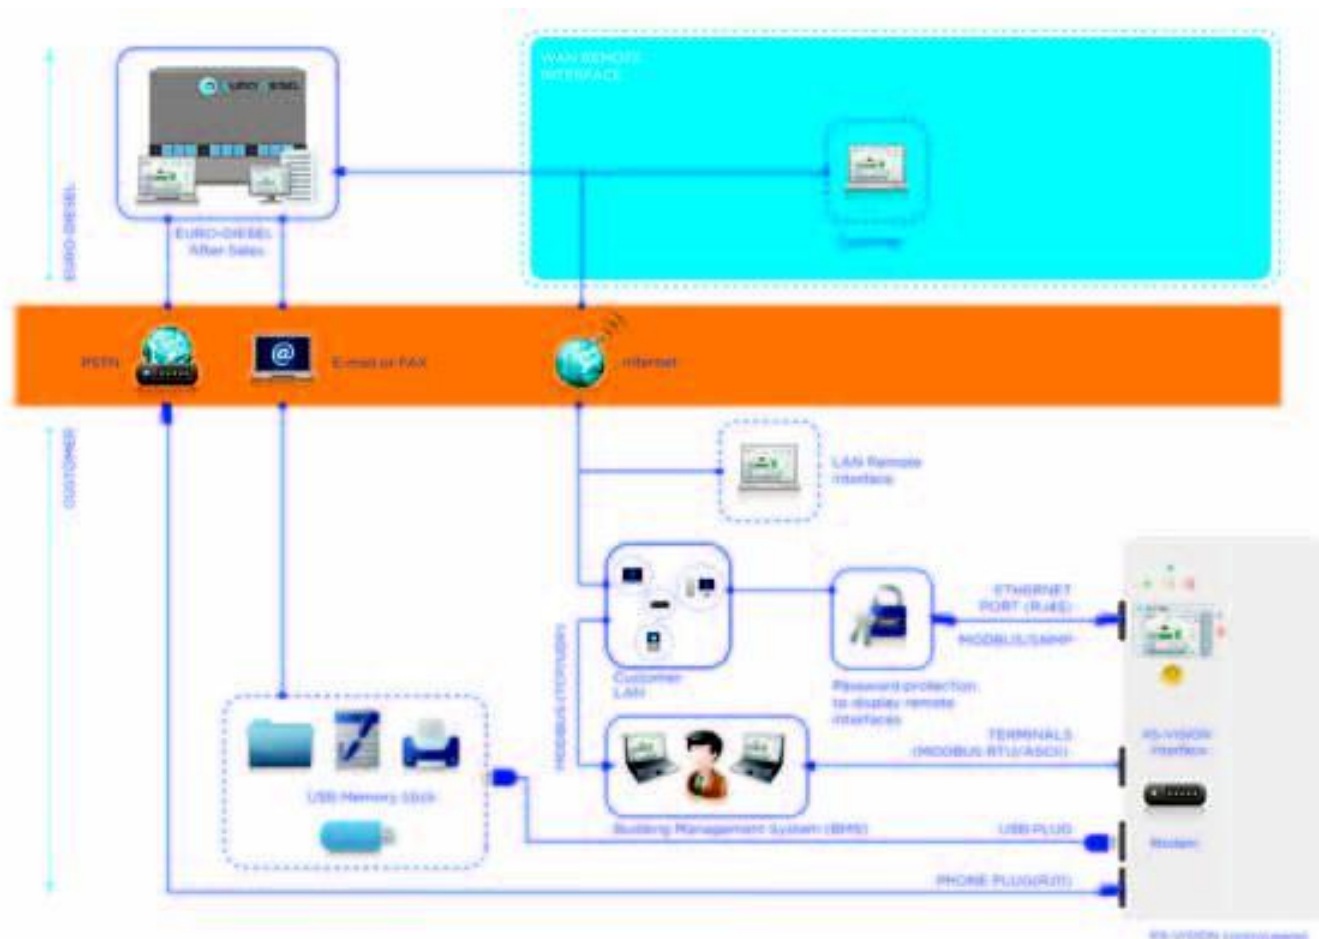 WAN REMOTE
INTERFACE
EURO-DIESEL
EURO-DIESEL
After Sales
Customer
PSTN
@
E-mail or FAX
Internet
CUSTOMER
LAN Remote
Interface
ETHERNET
PORT (RJ45)
MODBUS/SNMP
MODBUS (TCP/UDP)
Customer
LAN
Password protection
to display remote
interfaces
TERMINALS
(MODBUS RTU/ASCII)
Interface
USB Memory stick
Building Management System (BMS)
USB PLUG
Modem
PHONE PLUG(RJ11)